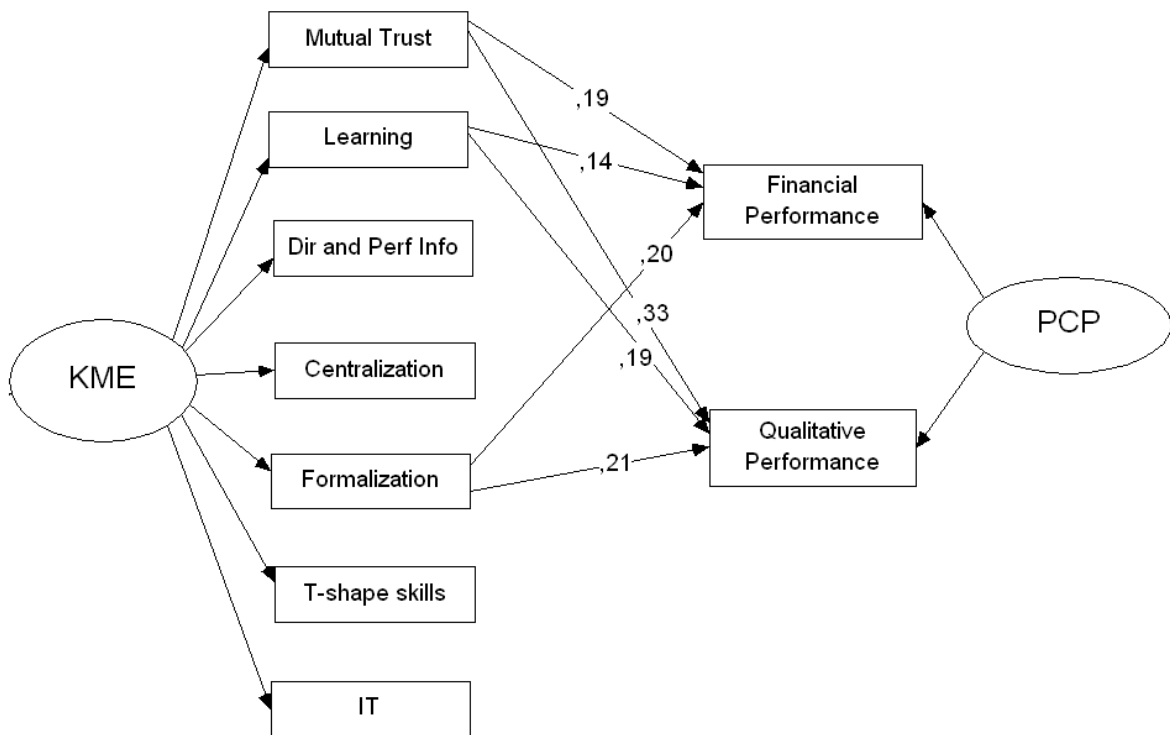 Mutual Trust
,19
Learning
,14
Financial
Performance
Dir and Perf Info
,20
,33
PCP
KME
Centralization
,19
Qualitative
Performance
Formalization
,21
T-shape skills
IT